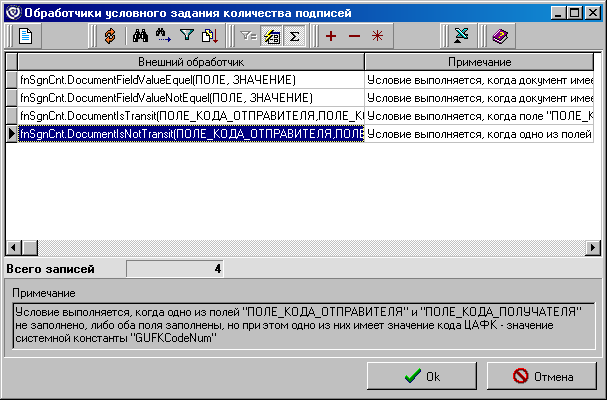 Обработчики условного задания количества подписей
Внешний обработчик Примечание
fnSgnCnt.DocumentFieldValueEquel(ПОЛЕ, ЗНАЧЕНИЕ) Условие выполняется, когда документ имее
fnSgnCnt.DocumentFieldValueNotEquel(ПОЛЕ, ЗНАЧЕНИЕ) Условие выполняется, когда документ имее
fnSgnCnt.DocumentIsTransit(ПОЛЕ_КОДА_ОТПРАВИТЕЛЯ,ПОЛЕ_КО Условие выполняется, когда поле "ПОЛЕ_К
fnSgnCnt.DocumentIsNotTransit(ПОЛЕ_КОДА_ОТПРАВИТЕЛЯ,ПОЛЕ Условие выполняется, когда одно из полей
Всего записей 4
Примечание
Условие выполняется, когда одно из полей "ПОЛЕ_КОДА_ОТПРАВИТЕЛЯ" и "ПОЛЕ_КОДА_ПОЛУЧАТЕЛЯ"
не заполнено, либо оба поля заполнены, но при этом одно из них имеет значение кода ЦАФК - значение
системной константы "GUFKCodeNum"
Ok Отмена